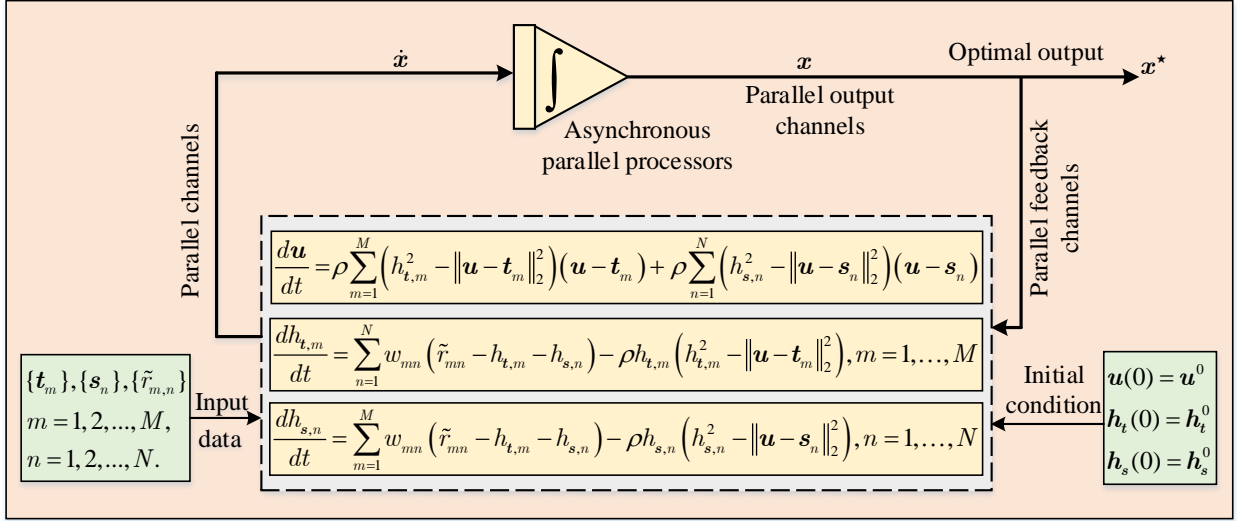 ẋ
∫
x
Optimal output
x⋆
Parallel output
channels
Asynchronous
parallel processors
Parallel channels
Parallel feedback
channels
du/dt = ρ∑_{m=1}^{M} (h_{t,m}^2 − ‖u − t_m‖_2^2)(u − t_m) + ρ∑_{n=1}^{N} (h_{s,n}^2 − ‖u − s_n‖_2^2)(u − s_n)
dh_{t,m}/dt = ∑_{n=1}^{N} w_{mn}(r̃_{mn} − h_{t,m} − h_{s,n}) − ρh_{t,m}(h_{t,m}^2 − ‖u − t_m‖_2^2), m = 1,…, M
dh_{s,n}/dt = ∑_{m=1}^{M} w_{mn}(r̃_{mn} − h_{t,m} − h_{s,n}) − ρh_{s,n}(h_{s,n}^2 − ‖u − s_n‖_2^2), n = 1,…, N
{t_m},{s_n},{r̃_{m,n}}
m = 1, 2,..., M,
n = 1, 2,..., N.
Input
data
Initial
condition
u(0) = u^0
h_t(0) = h_t^0
h_s(0) = h_s^0